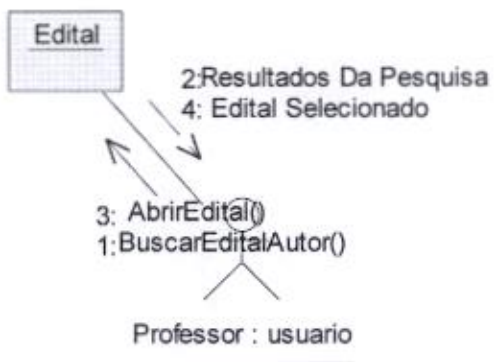 Edital
2:Resultados Da Pesquisa
4: Edital Selecionado
3: AbrirEdital()
1:BuscarEditalAutor()
Professor : usuario